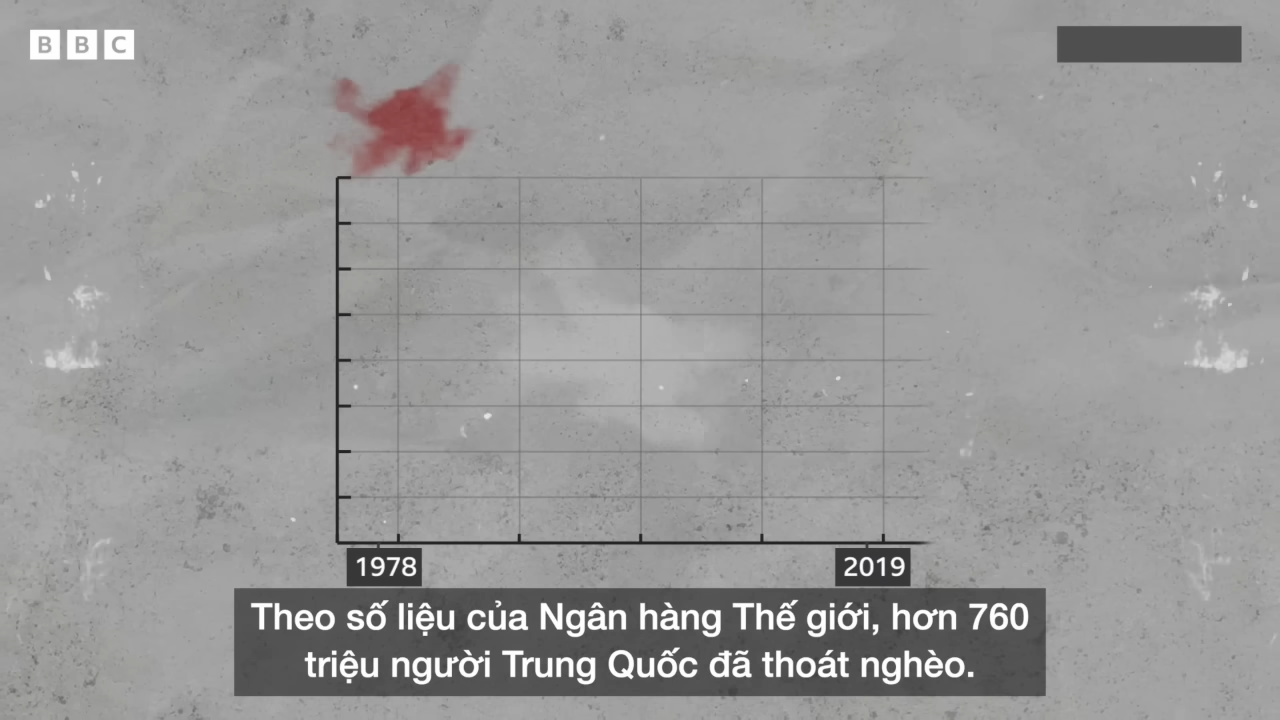 BBC
1978
2019
Theo số liệu của Ngân hàng Thế giới, hơn 760
triệu người Trung Quốc đã thoát nghèo.